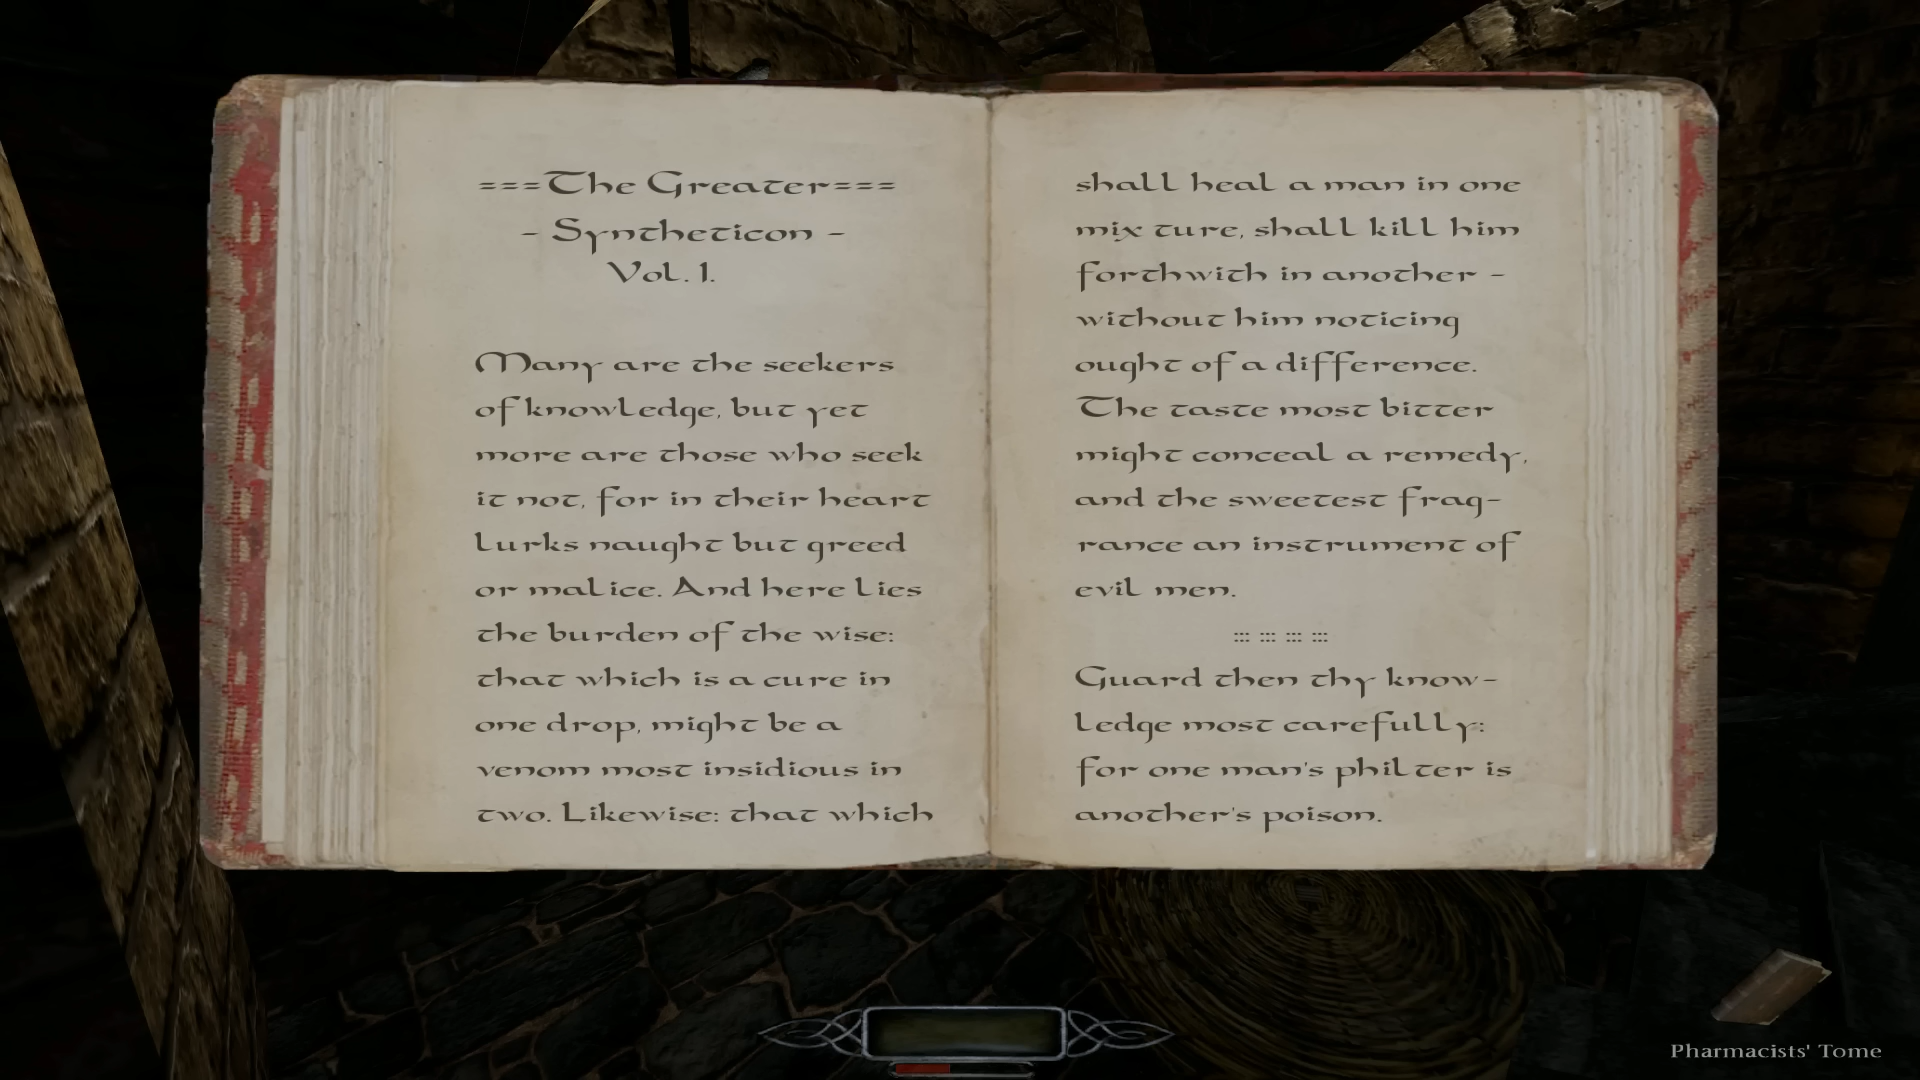 ===The Greater===
- Syntheticon -
Vol. 1.
Many are the seekers
of knowledge, but yet
more are those who seek
it not, for in their heart
lurks naught but greed
or malice. And here lies
the burden of the wise:
that which is a cure in
one drop, might be a
venom most insidious in
two. Likewise: that which
shall heal a man in one
mix ture, shall kill him
forthwith in another -
without him noticing
ought of a difference.
The taste most bitter
might conceal a remedy,
and the sweetest frag-
rance an instrument of
evil men.
::: ::: ::: :::
Guard then thy know-
ledge most carefully:
for one man's philter is
another's poison.
Pharmacists' Tome